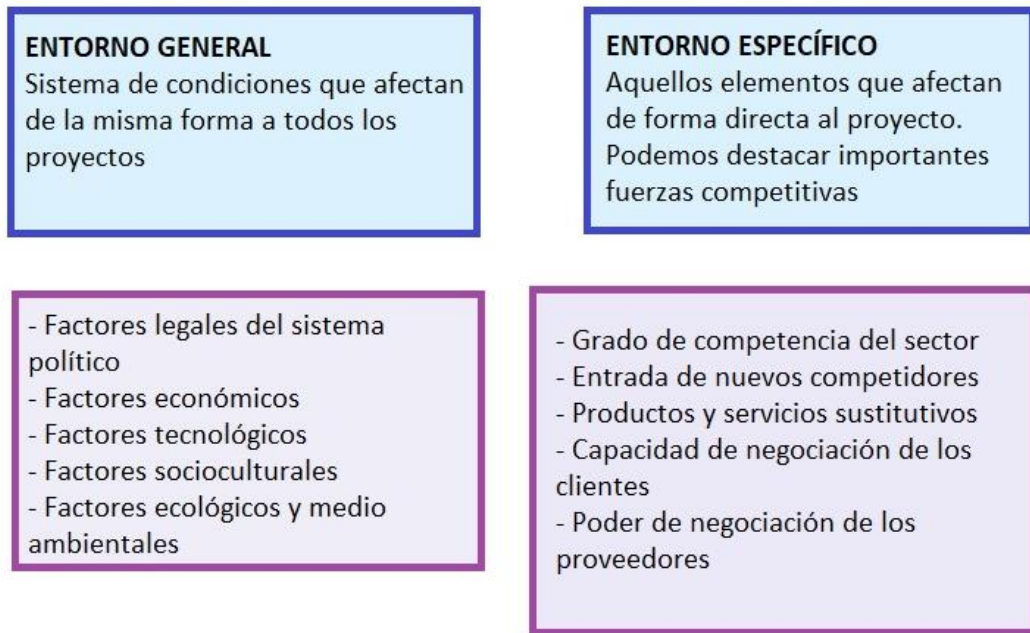 ENTORNO GENERAL
Sistema de condiciones que afectan
de la misma forma a todos los
proyectos
ENTORNO ESPECÍFICO
Aquellos elementos que afectan
de forma directa al proyecto.
Podemos destacar importantes
fuerzas competitivas
- Factores legales del sistema
político
- Factores económicos
- Factores tecnológicos
- Factores socioculturales
- Factores ecológicos y medio
ambientales
- Grado de competencia del sector
- Entrada de nuevos competidores
- Productos y servicios sustitutivos
- Capacidad de negociación de los
clientes
- Poder de negociación de los
proveedores